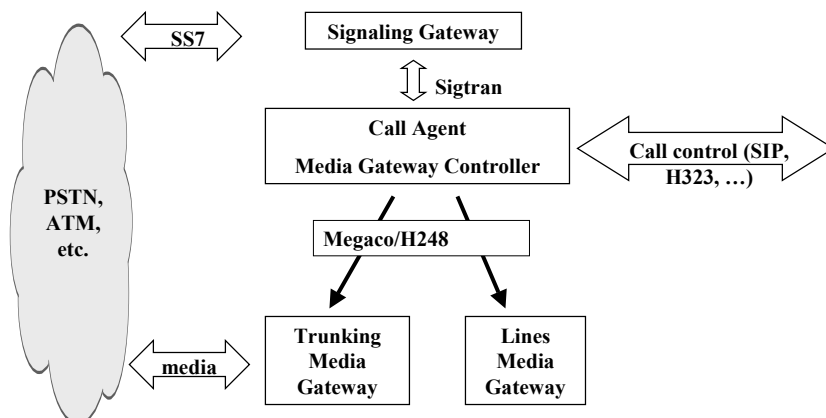 SS7
Signaling Gateway
Sigtran
Call Agent
Media Gateway Controller
Call control (SIP,
H323, …)
PSTN,
ATM,
etc.
Megaco/H248
media
Trunking
Media
Gateway
Lines
Media
Gateway